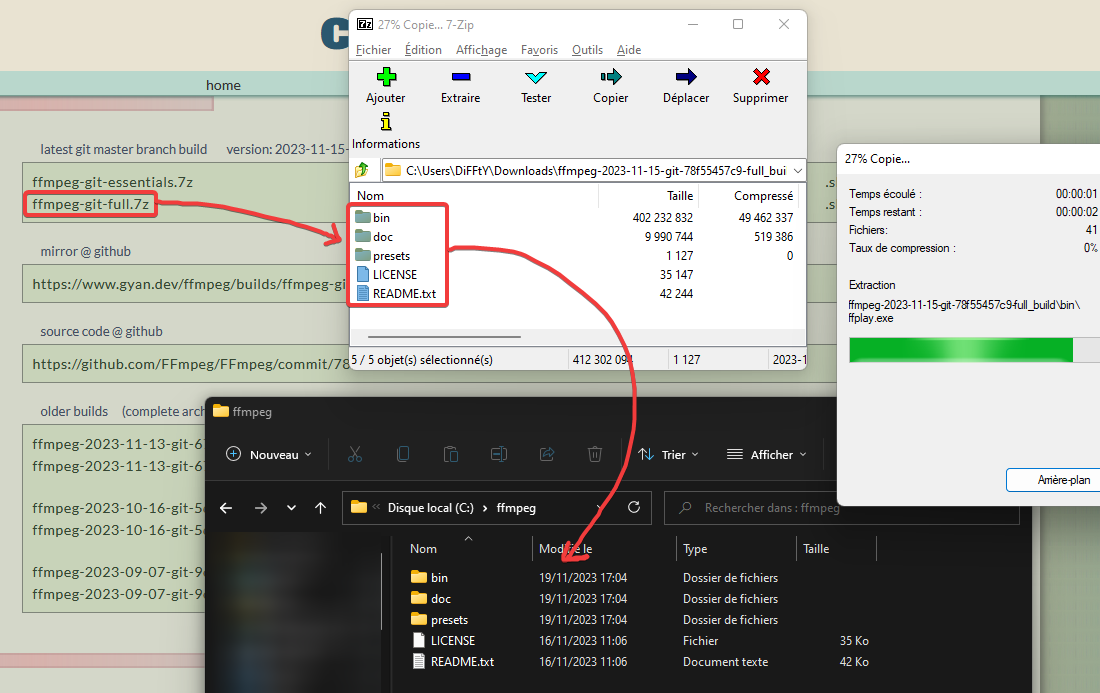 C
27% Copie... 7-Zip
Fichier Édition Affichage Favoris Outils Aide
home
Ajouter Extraire Tester Copier Déplacer Supprimer
Informations
latest git master branch build version: 2023-11-15-
C:\Users\DiFFtY\Downloads\ffmpeg-2023-11-15-git-78f55457c9-full_bui
27% Copie...
ffmpeg-git-essentials.7z .s
ffmpeg-git-full.7z .s
Nom Taille Compressé
bin 402 232 832 49 462 337
doc 9 990 744 519 386
presets 1 127 0
LICENSE 35 147
README.txt 42 244
5 / 5 objet(s) sélectionné(s) 412 302 094 1 127 2023-1
Temps écoulé : 00:00:01
Temps restant : 00:00:02
Fichiers: 41
Taux de compression : 0%
Extraction
ffmpeg-2023-11-15-git-78f55457c9-full_build\bin\
ffplay.exe
Arrière-plan
mirror @ github
https://www.gyan.dev/ffmpeg/builds/ffmpeg-gi
source code @ github
https://github.com/FFmpeg/FFmpeg/commit/78
older builds (complete arch
ffmpeg-2023-11-13-git-67
ffmpeg-2023-11-13-git-67
ffmpeg-2023-10-16-git-5
ffmpeg-2023-10-16-git-5
ffmpeg-2023-09-07-git-9
ffmpeg-2023-09-07-git-9
ffmpeg
Nouveau Trier Afficher
Disque local (C:) > ffmpeg Rechercher dans : ffmpeg
Nom Modifié le Type Taille
bin 19/11/2023 17:04 Dossier de fichiers
doc 19/11/2023 17:04 Dossier de fichiers
presets 19/11/2023 17:04 Dossier de fichiers
LICENSE 16/11/2023 11:06 Fichier 35 Ko
README.txt 16/11/2023 11:06 Document texte 42 Ko